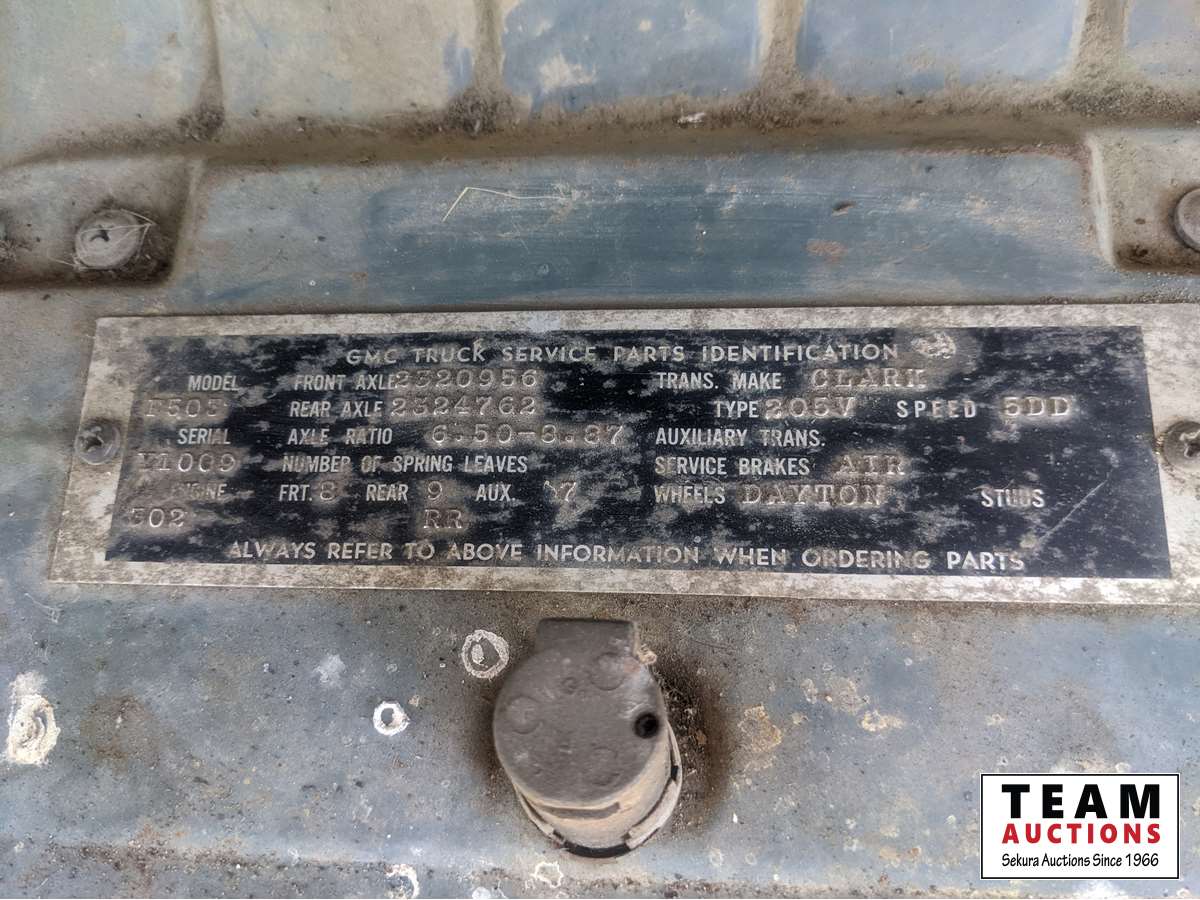 GMC TRUCK SERVICE PARTS IDENTIFICATION
MODEL FRONT AXLE 2320956 TRANS. MAKE CLARK
REAR AXLE 2324762 TYPE 205V SPEED 5DD
SERIAL AXLE RATIO 6.50-8.87 AUXILIARY TRANS.
1009 NUMBER OF SPRING LEAVES SERVICE BRAKES AIR
ENGINE FRT. 8 REAR 9 AUX. 7 WHEELS DAYTON STUDS
RR
ALWAYS REFER TO ABOVE INFORMATION WHEN ORDERING PARTS
TEAM
AUCTIONS
Sekura Auctions Since 1966